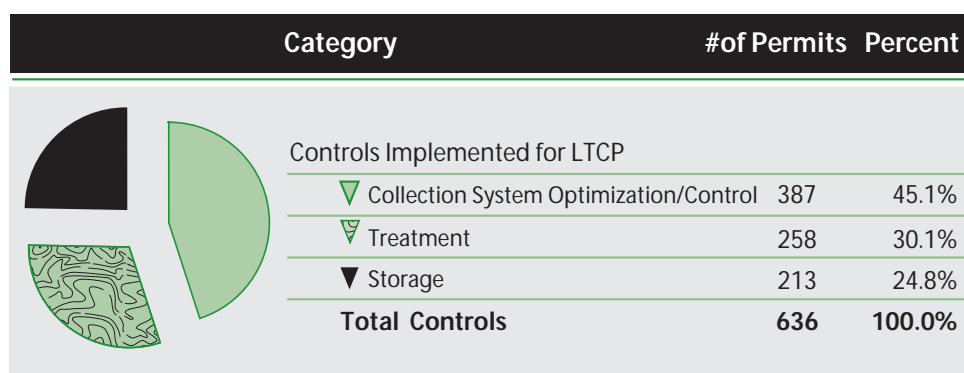 Category #of Permits Percent
Controls Implemented for LTCP
Collection System Optimization/Control 387 45.1%
Treatment 258 30.1%
Storage 213 24.8%
Total Controls 636 100.0%